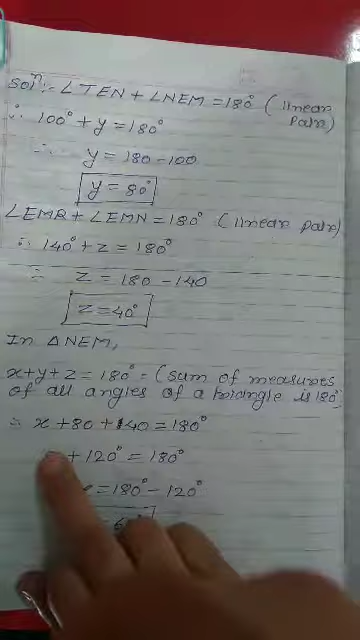 Solⁿ:- ∠TEN + ∠NEM = 180° (linear pair)
∴ 100° + y = 180°
∴ y = 180 - 100
y = 80°
∠EMR + ∠EMN = 180° (linear pair)
∴ 140° + z = 180°
∴ z = 180 - 140
z = 40°
In △NEM,
x + y + z = 180° - (sum of measures
of all angles of a triangle is 180°
∴ x + 80 + 40 = 180°
+ 120° = 180°
= 180° - 120°